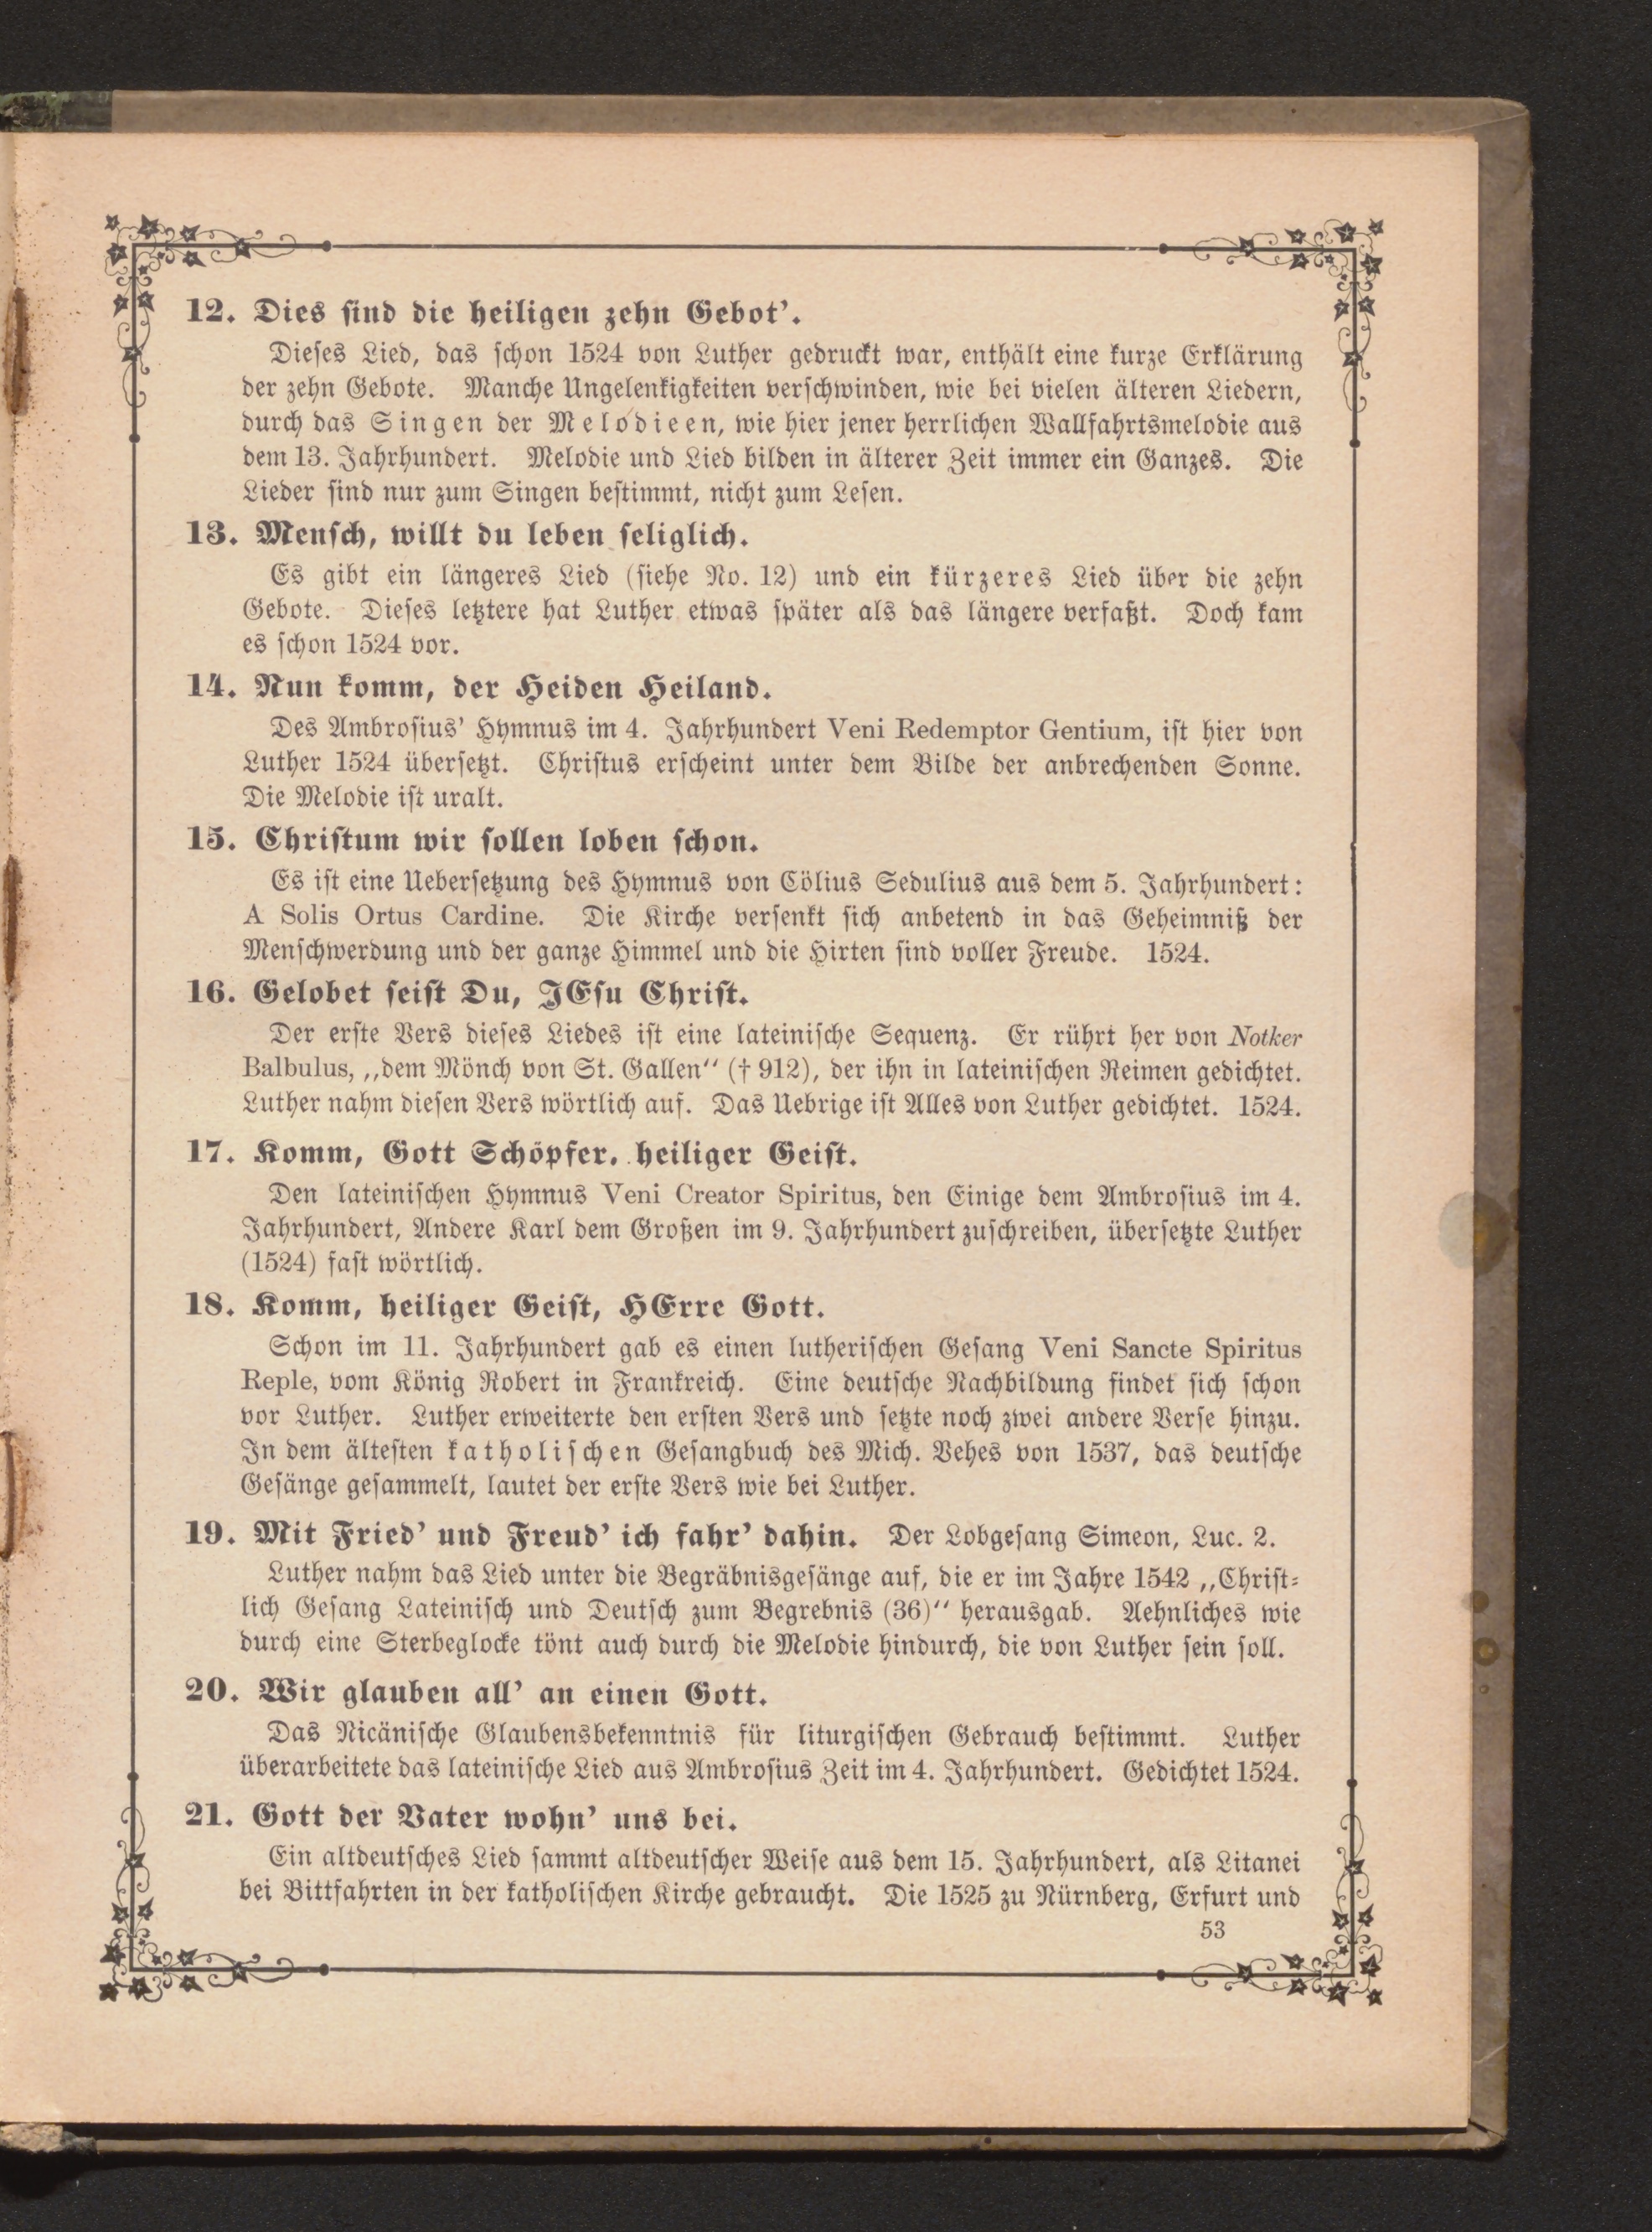 12. Dies sind die heiligen zehn Gebot'.
Dieses Lied, das schon 1524 von Luther gedruckt war, enthält eine kurze Erklärung
der zehn Gebote. Manche Ungelenkigkeiten verschwinden, wie bei vielen älteren Liedern,
durch das Singen der Melodieen, wie hier jener herrlichen Wallfahrtsmelodie aus
dem 13. Jahrhundert. Melodie und Lied bilden in älterer Zeit immer ein Ganzes. Die
Lieder sind nur zum Singen bestimmt, nicht zum Lesen.
13. Mensch, willt du leben seliglich.
Es gibt ein längeres Lied (siehe No. 12) und ein kürzeres Lied über die zehn
Gebote. Dieses letztere hat Luther etwas später als das längere verfaßt. Doch kam
es schon 1524 vor.
14. Nun komm, der Heiden Heiland.
Des Ambrosius' Hymnus im 4. Jahrhundert Veni Redemptor Gentium, ist hier von
Luther 1524 übersetzt. Christus erscheint unter dem Bilde der anbrechenden Sonne.
Die Melodie ist uralt.
15. Christum wir sollen loben schon.
Es ist eine Uebersetzung des Hymnus von Cölius Sedulius aus dem 5. Jahrhundert:
A Solis Ortus Cardine. Die Kirche versenkt sich anbetend in das Geheimniß der
Menschwerdung und der ganze Himmel und die Hirten sind voller Freude. 1524.
16. Gelobet seist Du, JEsu Christ.
Der erste Vers dieses Liedes ist eine lateinische Sequenz. Er rührt her von Notker
Balbulus, „dem Mönch von St. Gallen“ († 912), der ihn in lateinischen Reimen gedichtet.
Luther nahm diesen Vers wörtlich auf. Das Uebrige ist Alles von Luther gedichtet. 1524.
17. Komm, Gott Schöpfer, heiliger Geist.
Den lateinischen Hymnus Veni Creator Spiritus, den Einige dem Ambrosius im 4.
Jahrhundert, Andere Karl dem Großen im 9. Jahrhundert zuschreiben, übersetzte Luther
(1524) fast wörtlich.
18. Komm, heiliger Geist, HErre Gott.
Schon im 11. Jahrhundert gab es einen lutherischen Gesang Veni Sancte Spiritus
Reple, vom König Robert in Frankreich. Eine deutsche Nachbildung findet sich schon
vor Luther. Luther erweiterte den ersten Vers und setzte noch zwei andere Verse hinzu.
In dem ältesten katholischen Gesangbuch des Mich. Vehes von 1537, das deutsche
Gesänge gesammelt, lautet der erste Vers wie bei Luther.
19. Mit Fried' und Freud' ich fahr' dahin. Der Lobgesang Simeon, Luc. 2.
Luther nahm das Lied unter die Begräbnisgesänge auf, die er im Jahre 1542 „Christ-
lich Gesang Lateinisch und Deutsch zum Begrebnis (36)“ herausgab. Aehnliches wie
durch eine Sterbeglocke tönt auch durch die Melodie hindurch, die von Luther sein soll.
20. Wir glauben all' an einen Gott.
Das Nicänische Glaubensbekenntnis für liturgischen Gebrauch bestimmt. Luther
überarbeitete das lateinische Lied aus Ambrosius Zeit im 4. Jahrhundert. Gedichtet 1524.
21. Gott der Vater wohn' uns bei.
Ein altdeutsches Lied sammt altdeutscher Weise aus dem 15. Jahrhundert, als Litanei
bei Bittfahrten in der katholischen Kirche gebraucht. Die 1525 zu Nürnberg, Erfurt und
53